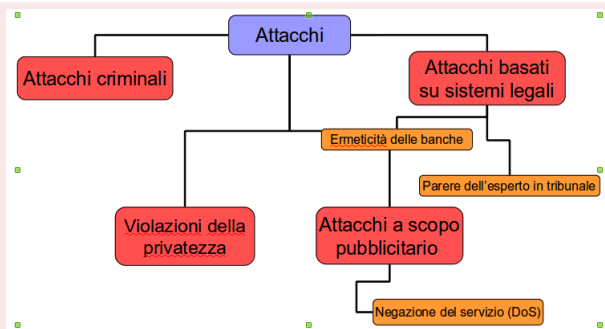 Attacchi
Attacchi criminali
Attacchi basati
su sistemi legali
Ermeticità delle banche
Parere dell'esperto in tribunale
Violazioni della
privatezza
Attacchi a scopo
pubblicitario
Negazione del servizio (DoS)